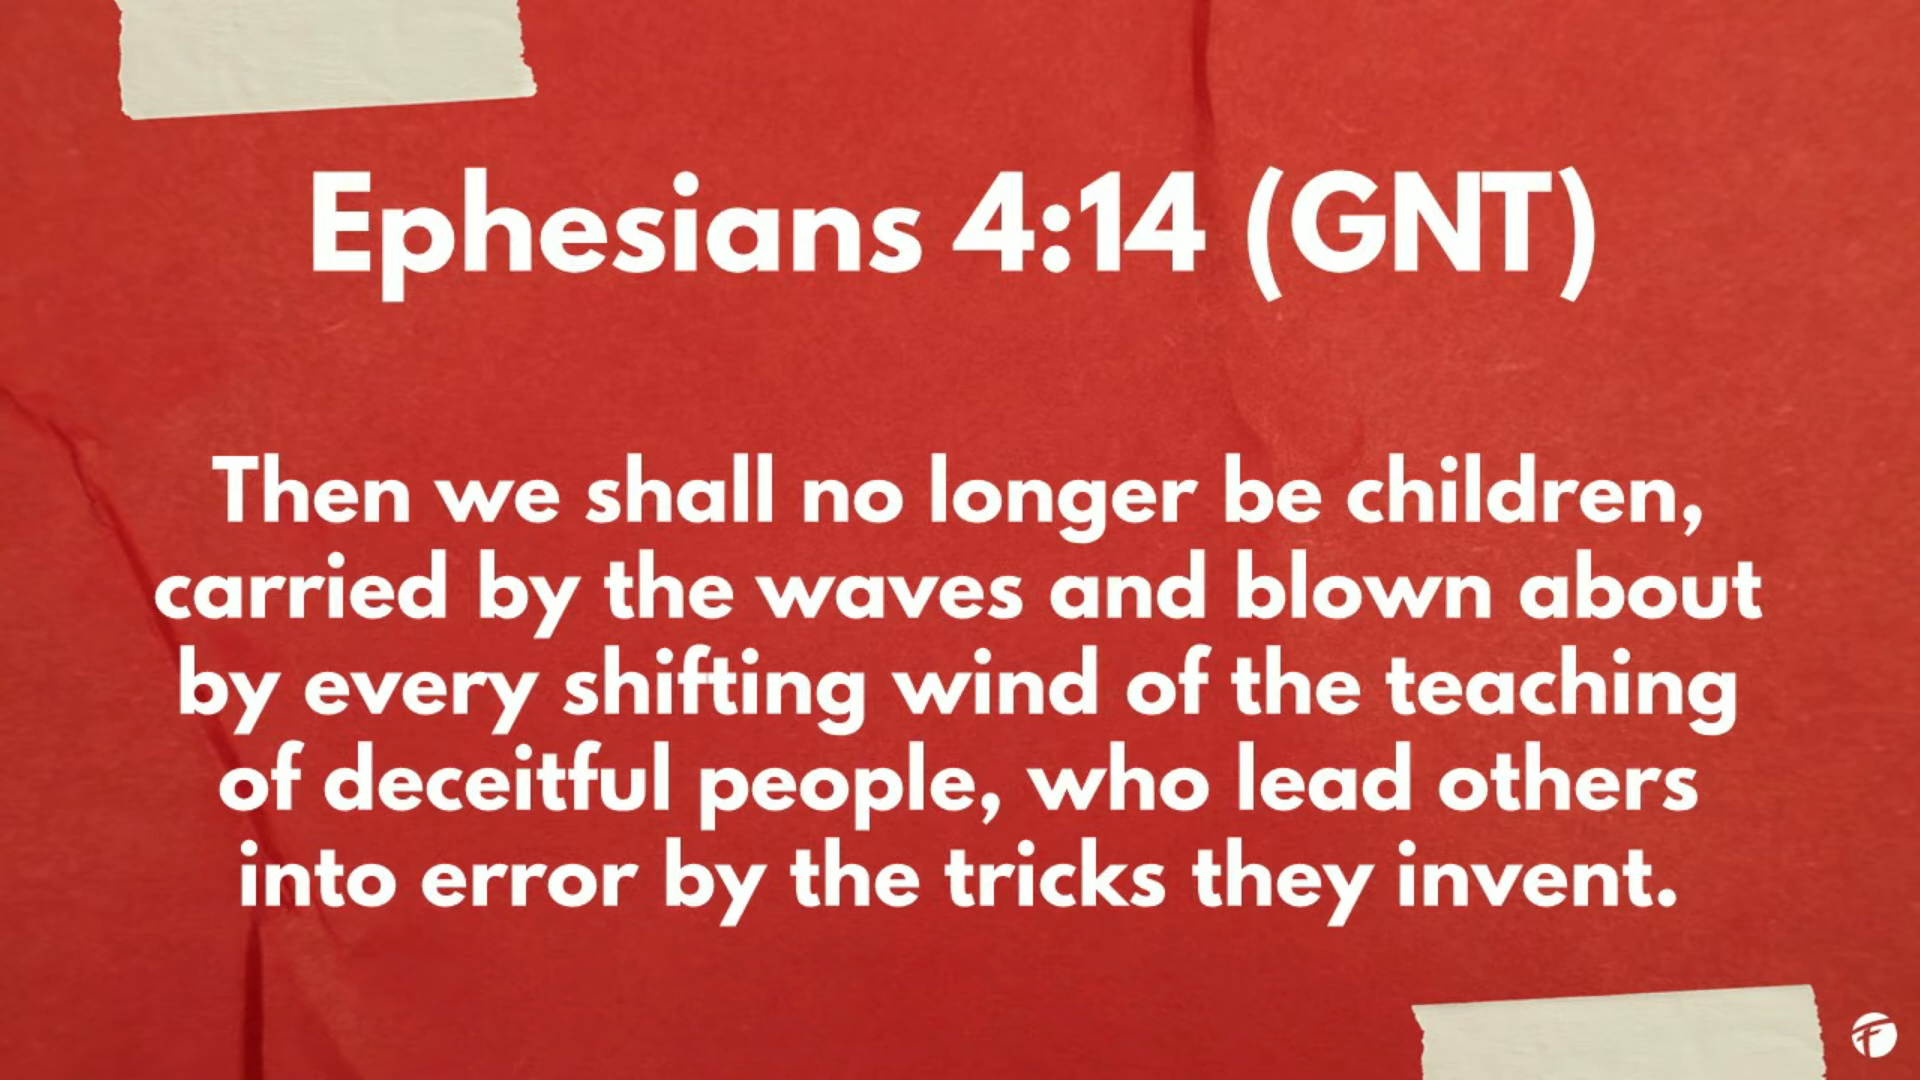 Ephesians 4:14 (GNT)
Then we shall no longer be children,
carried by the waves and blown about
by every shifting wind of the teaching
of deceitful people, who lead others
into error by the tricks they invent.